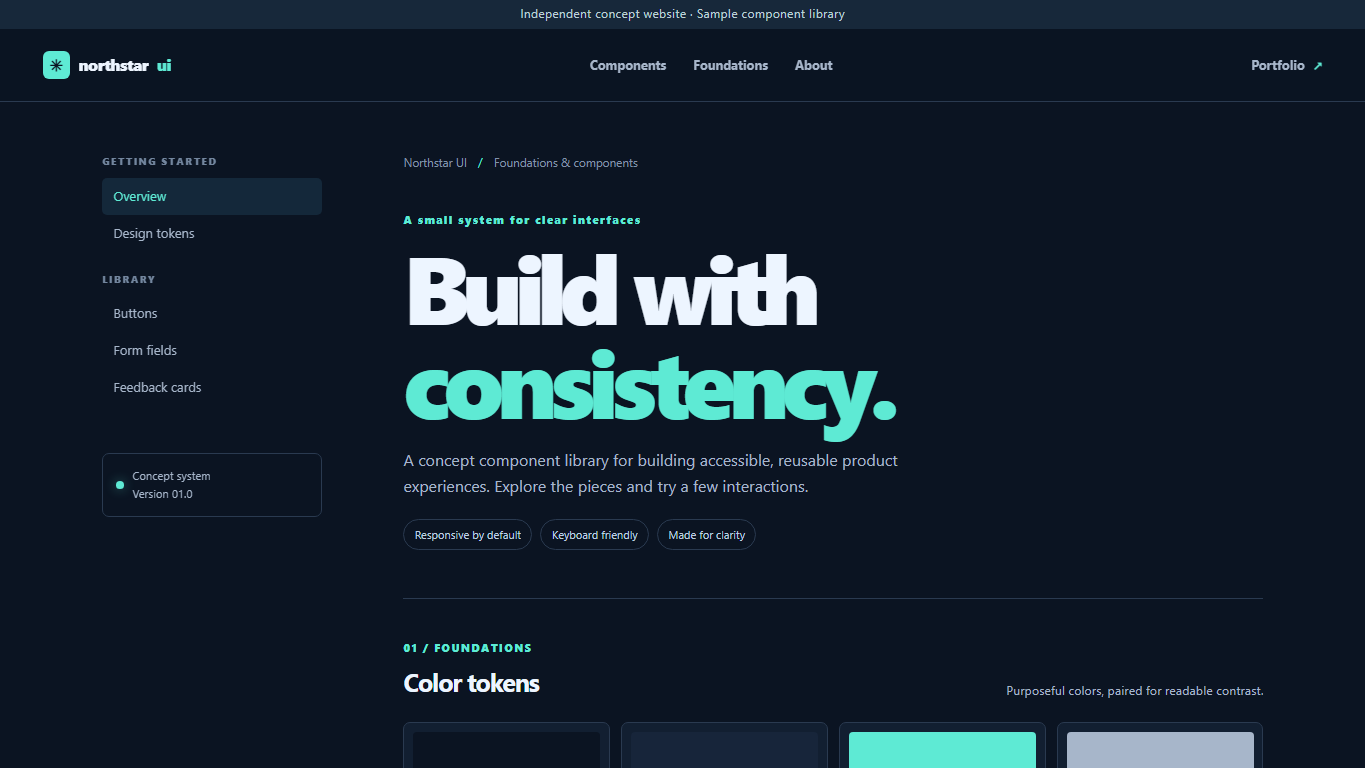 Independent concept website · Sample component library
northstar ui
Components
Foundations
About
Portfolio ↗
GETTING STARTED
Overview
Design tokens
LIBRARY
Buttons
Form fields
Feedback cards
Concept system
Version 01.0
Northstar UI / Foundations & components
A small system for clear interfaces
Build with
consistency.
A concept component library for building accessible, reusable product
experiences. Explore the pieces and try a few interactions.
Responsive by default
Keyboard friendly
Made for clarity
01 / FOUNDATIONS
Color tokens
Purposeful colors, paired for readable contrast.